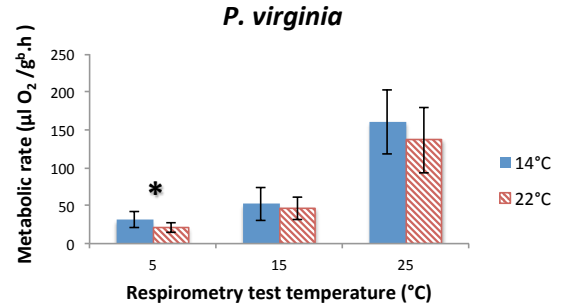 P. virginia
Metabolic rate (µl O₂ /gᵇ.h )
250
200
150
100
50
0
*
5
15
25
Respirometry test temperature (°C)
14°C
22°C